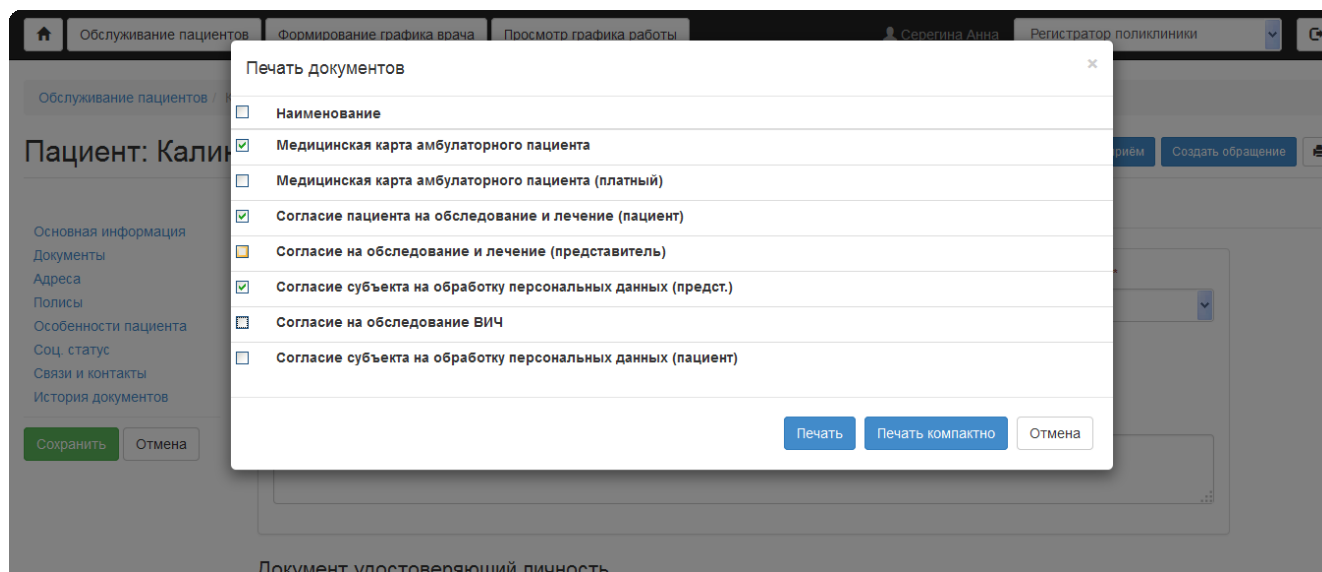 Обслуживание пациентов Формирование графика врача Просмотр графика работы Серегина Анна Регистратор поликлиники
Печать документов ×
Обслуживание пациентов /
Наименование
Пациент: Медицинская карта амбулаторного пациента
Создать обращение
Медицинская карта амбулаторного пациента (платный)
Согласие пациента на обследование и лечение (пациент)
Основная информация
Согласие на обследование и лечение (представитель)
Документы
Адреса
Согласие субъекта на обработку персональных данных (предст.)
Полисы
Особенности пациента
Согласие на обследование ВИЧ
Соц. статус
Согласие субъекта на обработку персональных данных (пациент)
Связи и контакты
История документов
Печать Печать компактно Отмена
Сохранить Отмена
Документ удостоверяющий личность